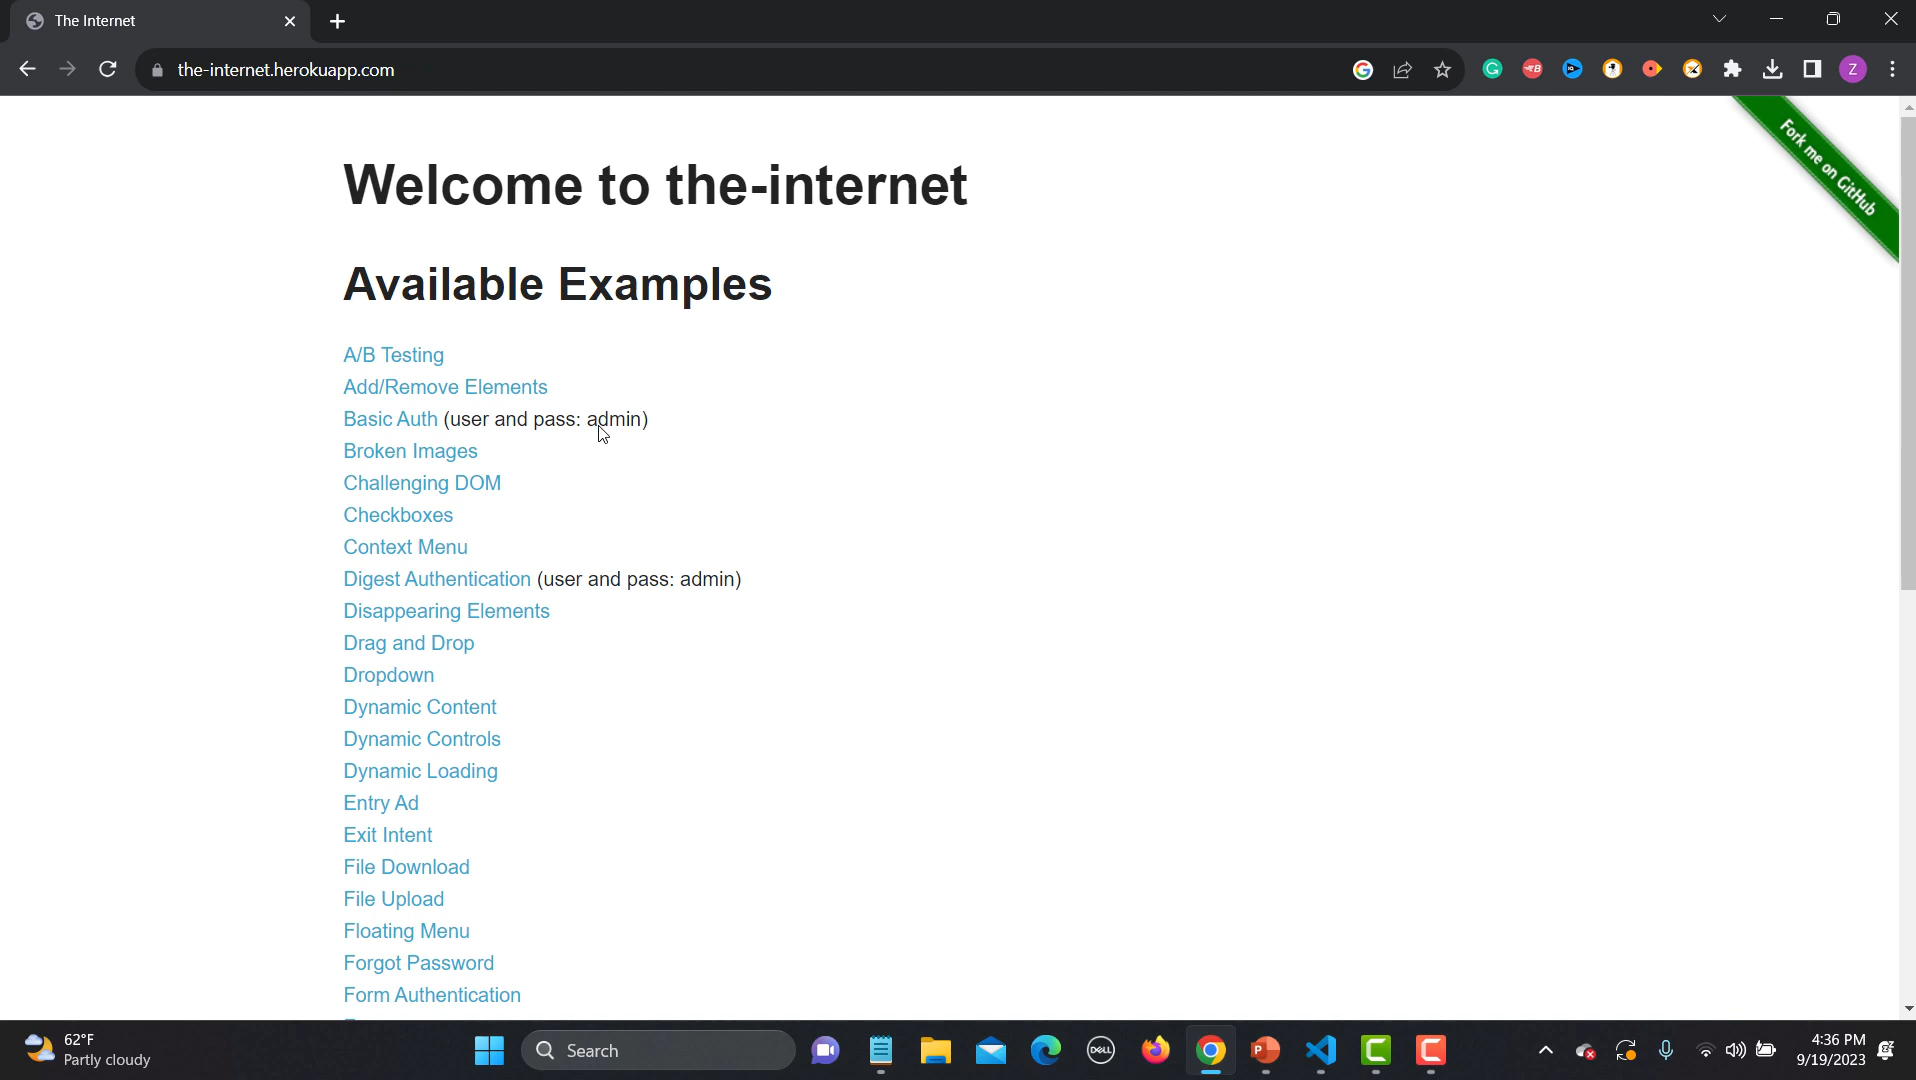 The Internet
the-internet.herokuapp.com
Z
Fork me on GitHub
Welcome to the-internet
Available Examples
A/B Testing
Add/Remove Elements
Basic Auth (user and pass: admin)
Broken Images
Challenging DOM
Checkboxes
Context Menu
Digest Authentication (user and pass: admin)
Disappearing Elements
Drag and Drop
Dropdown
Dynamic Content
Dynamic Controls
Dynamic Loading
Entry Ad
Exit Intent
File Download
File Upload
Floating Menu
Forgot Password
Form Authentication
62°F
Partly cloudy
Search
DELL
4:36 PM
9/19/2023